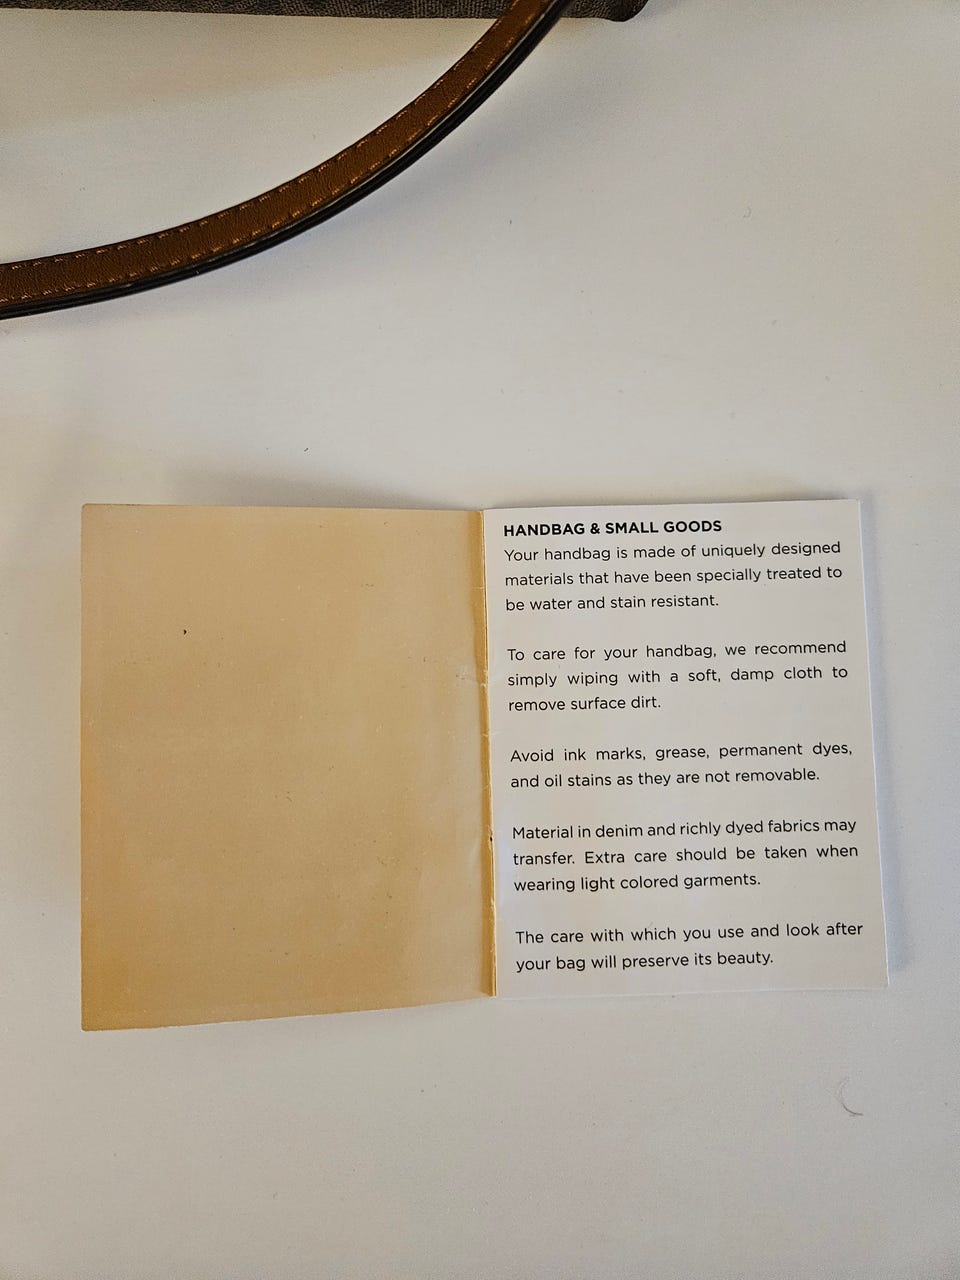 HANDBAG & SMALL GOODS
Your handbag is made of uniquely designed
materials that have been specially treated to
be water and stain resistant.
To care for your handbag, we recommend
simply wiping with a soft, damp cloth to
remove surface dirt.
Avoid ink marks, grease, permanent dyes,
and oil stains as they are not removable.
Material in denim and richly dyed fabrics may
transfer. Extra care should be taken when
wearing light colored garments.
The care with which you use and look after
your bag will preserve its beauty.